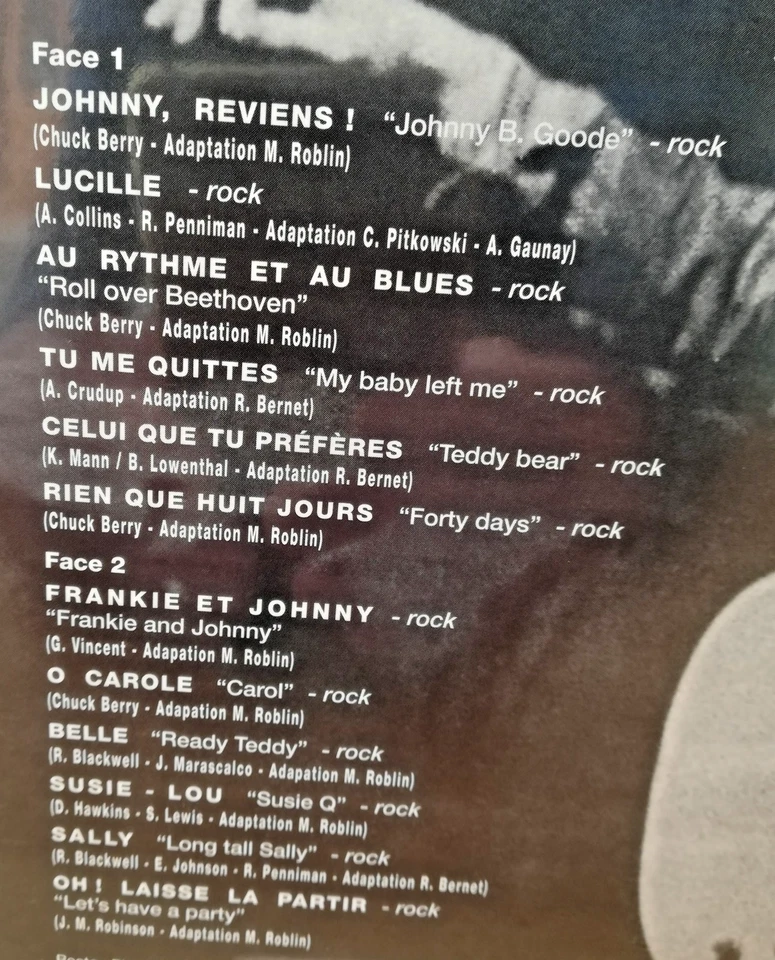 Face 1
JOHNNY, REVIENS ! “Johnny B. Goode” - rock
(Chuck Berry - Adaptation M. Roblin)
LUCILLE - rock
(A. Collins - R. Penniman - Adaptation C. Pitkowski - A. Gaunay)
AU RYTHME ET AU BLUES - rock
“Roll over Beethoven”
(Chuck Berry - Adaptation M. Roblin)
TU ME QUITTES “My baby left me” - rock
(A. Crudup - Adaptation R. Bernet)
CELUI QUE TU PRÉFÈRES “Teddy bear” - rock
(K. Mann / B. Lowenthal - Adaptation R. Bernet)
RIEN QUE HUIT JOURS “Forty days” - rock
(Chuck Berry - Adaptation M. Roblin)
Face 2
FRANKIE ET JOHNNY - rock
“Frankie and Johnny”
(G. Vincent - Adapation M. Roblin)
O CAROLE “Carol” - rock
(Chuck Berry - Adapation M. Roblin)
BELLE “Ready Teddy” - rock
(R. Blackwell - J. Marascalco - Adapation M. Roblin)
SUSIE - LOU “Susie Q” - rock
(D. Hawkins - S. Lewis - Adaptation M. Roblin)
SALLY “Long tall Sally” - rock
(R. Blackwell - E. Johnson - R. Penniman - Adaptation R. Bernet)
OH ! LAISSE LA PARTIR - rock
“Let’s have a party”
(J. M. Robinson - Adaptation M. Roblin)